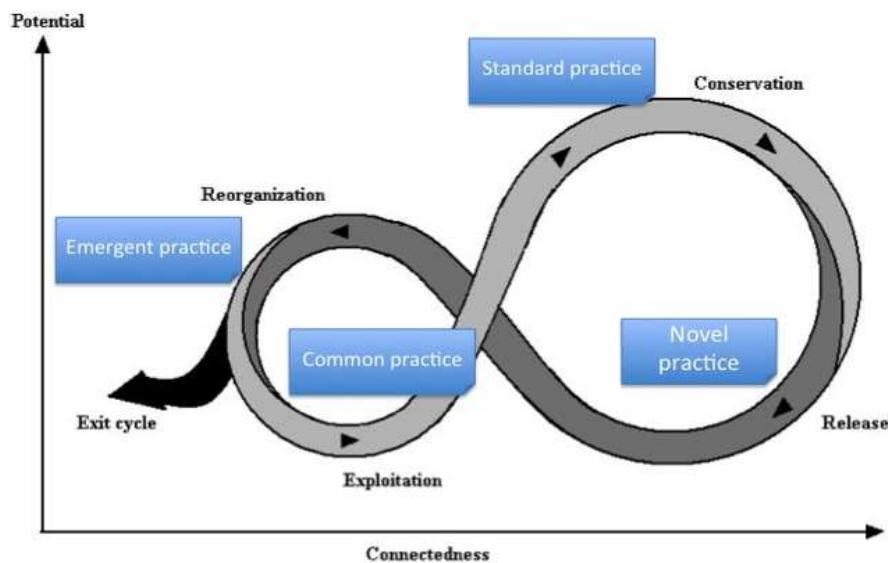 Potential
Standard practice
Conservation
Reorganization
Emergent practice
Common practice
Novel
practice
Exit cycle
Release
Exploitation
Connectedness